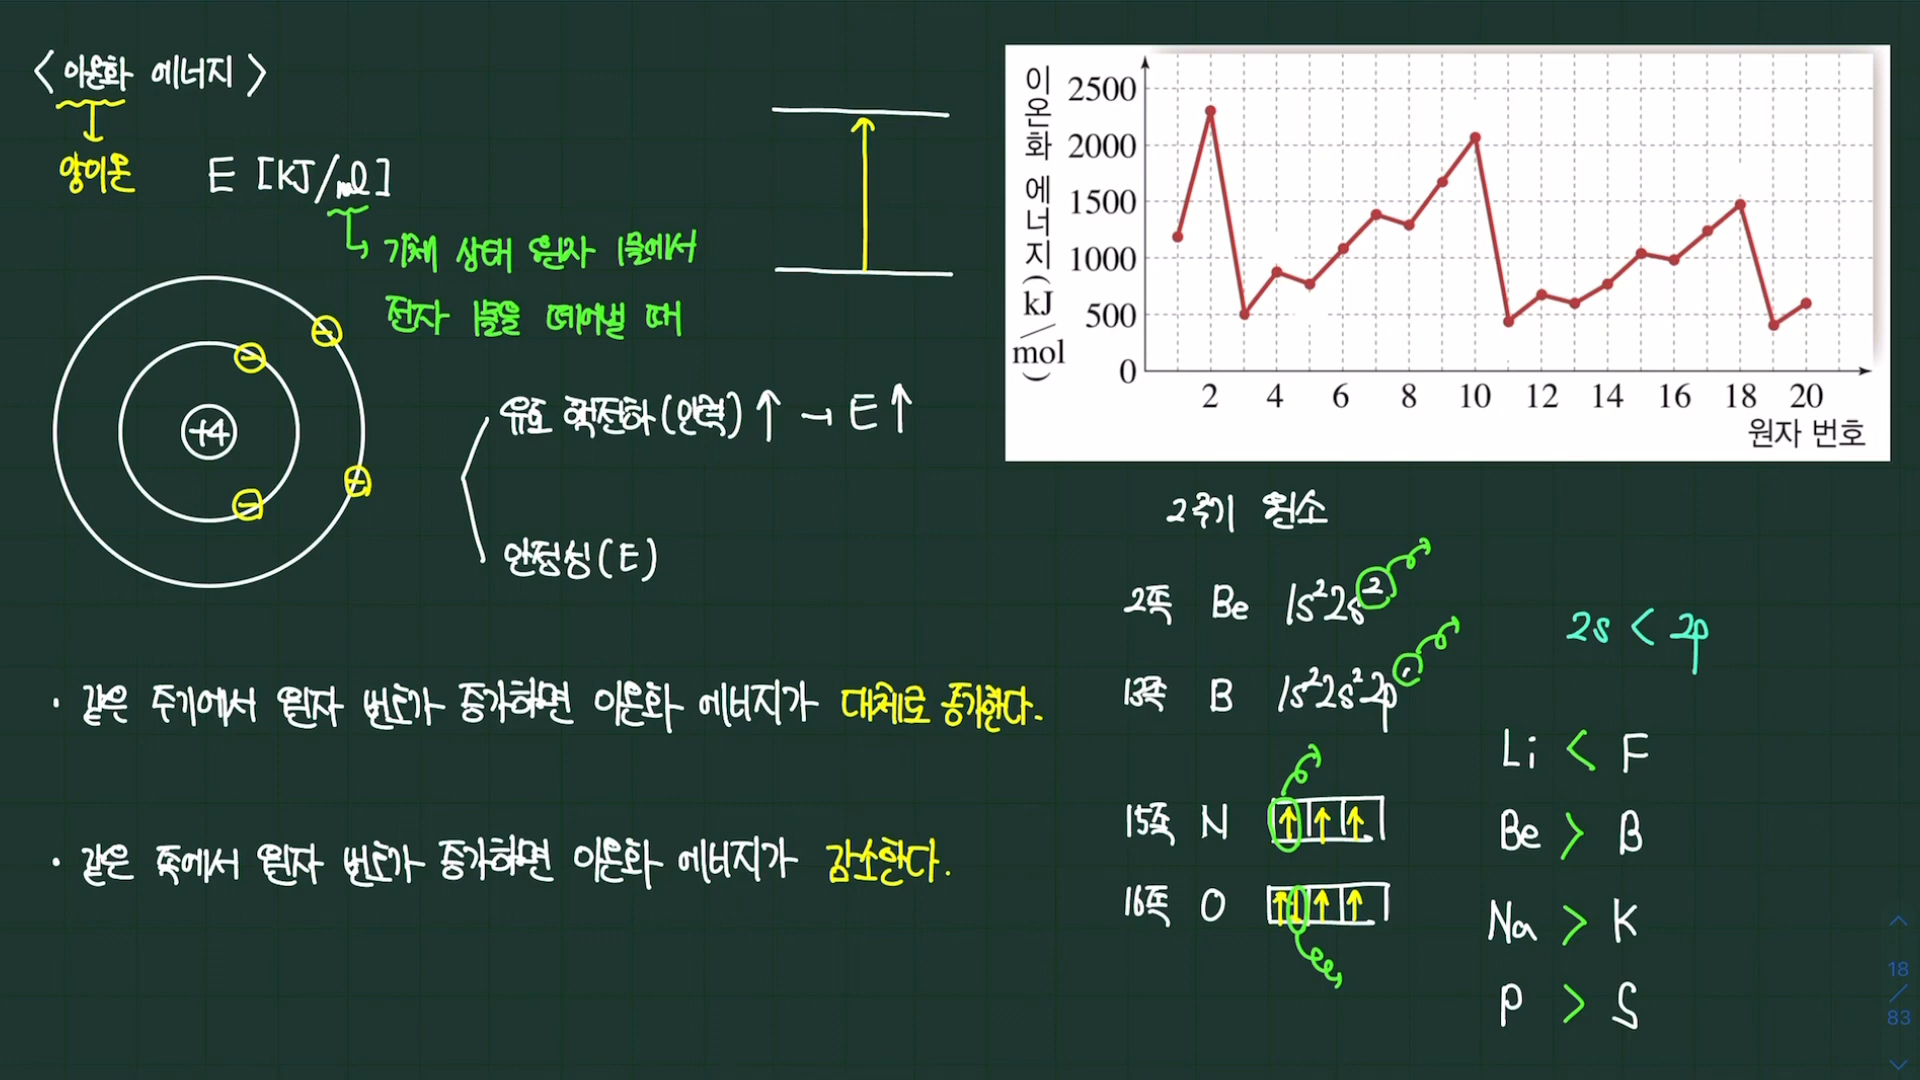 <이온화 에너지>
양이온
E [KJ/mol]
기체 상태 원자 1몰에서
전자 1몰을 떼어낼 때
+4
유효 핵전하(인력)↑ → E↑
안정성(E)
· 같은 주기에서 원자 번호가 증가하면 이온화 에너지가 대체로 증가한다.
· 같은 족에서 원자 번호가 증가하면 이온화 에너지가 감소한다.
이온화 에너지(kJ/mol)
2500
2000
1500
1000
500
0
2 4 6 8 10 12 14 16 18 20
원자 번호
2주기 원소
2족 Be 1s²2s²
13족 B 1s²2s²2p¹
15족 N ↑ ↑ ↑
16족 O ↑↓ ↑ ↑
2s < 2p
Li < F
Be > B
Na > K
P > S
18
/
83